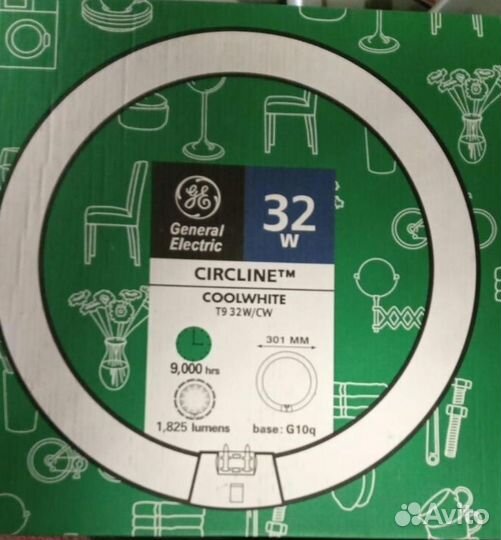 GE
General
Electric
32
W
CIRCLINE™
COOLWHITE
T9 32W/CW
301 MM
9,000 hrs
1,825 lumens
base: G10q
Avito